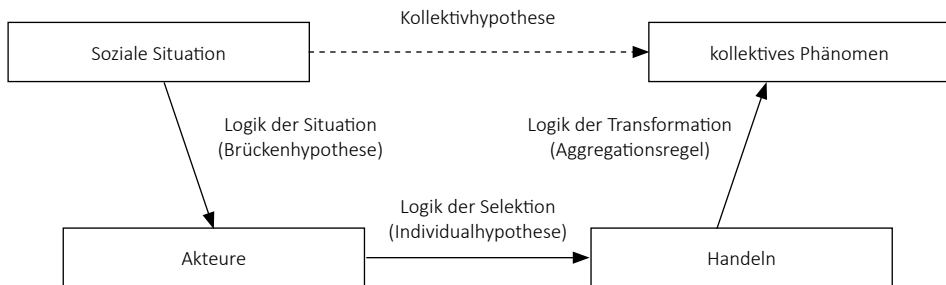 Kollektivhypothese
Soziale Situation
kollektives Phänomen
Logik der Situation
(Brückenhypothese)
Logik der Transformation
(Aggregationsregel)
Logik der Selektion
(Individualhypothese)
Akteure
Handeln